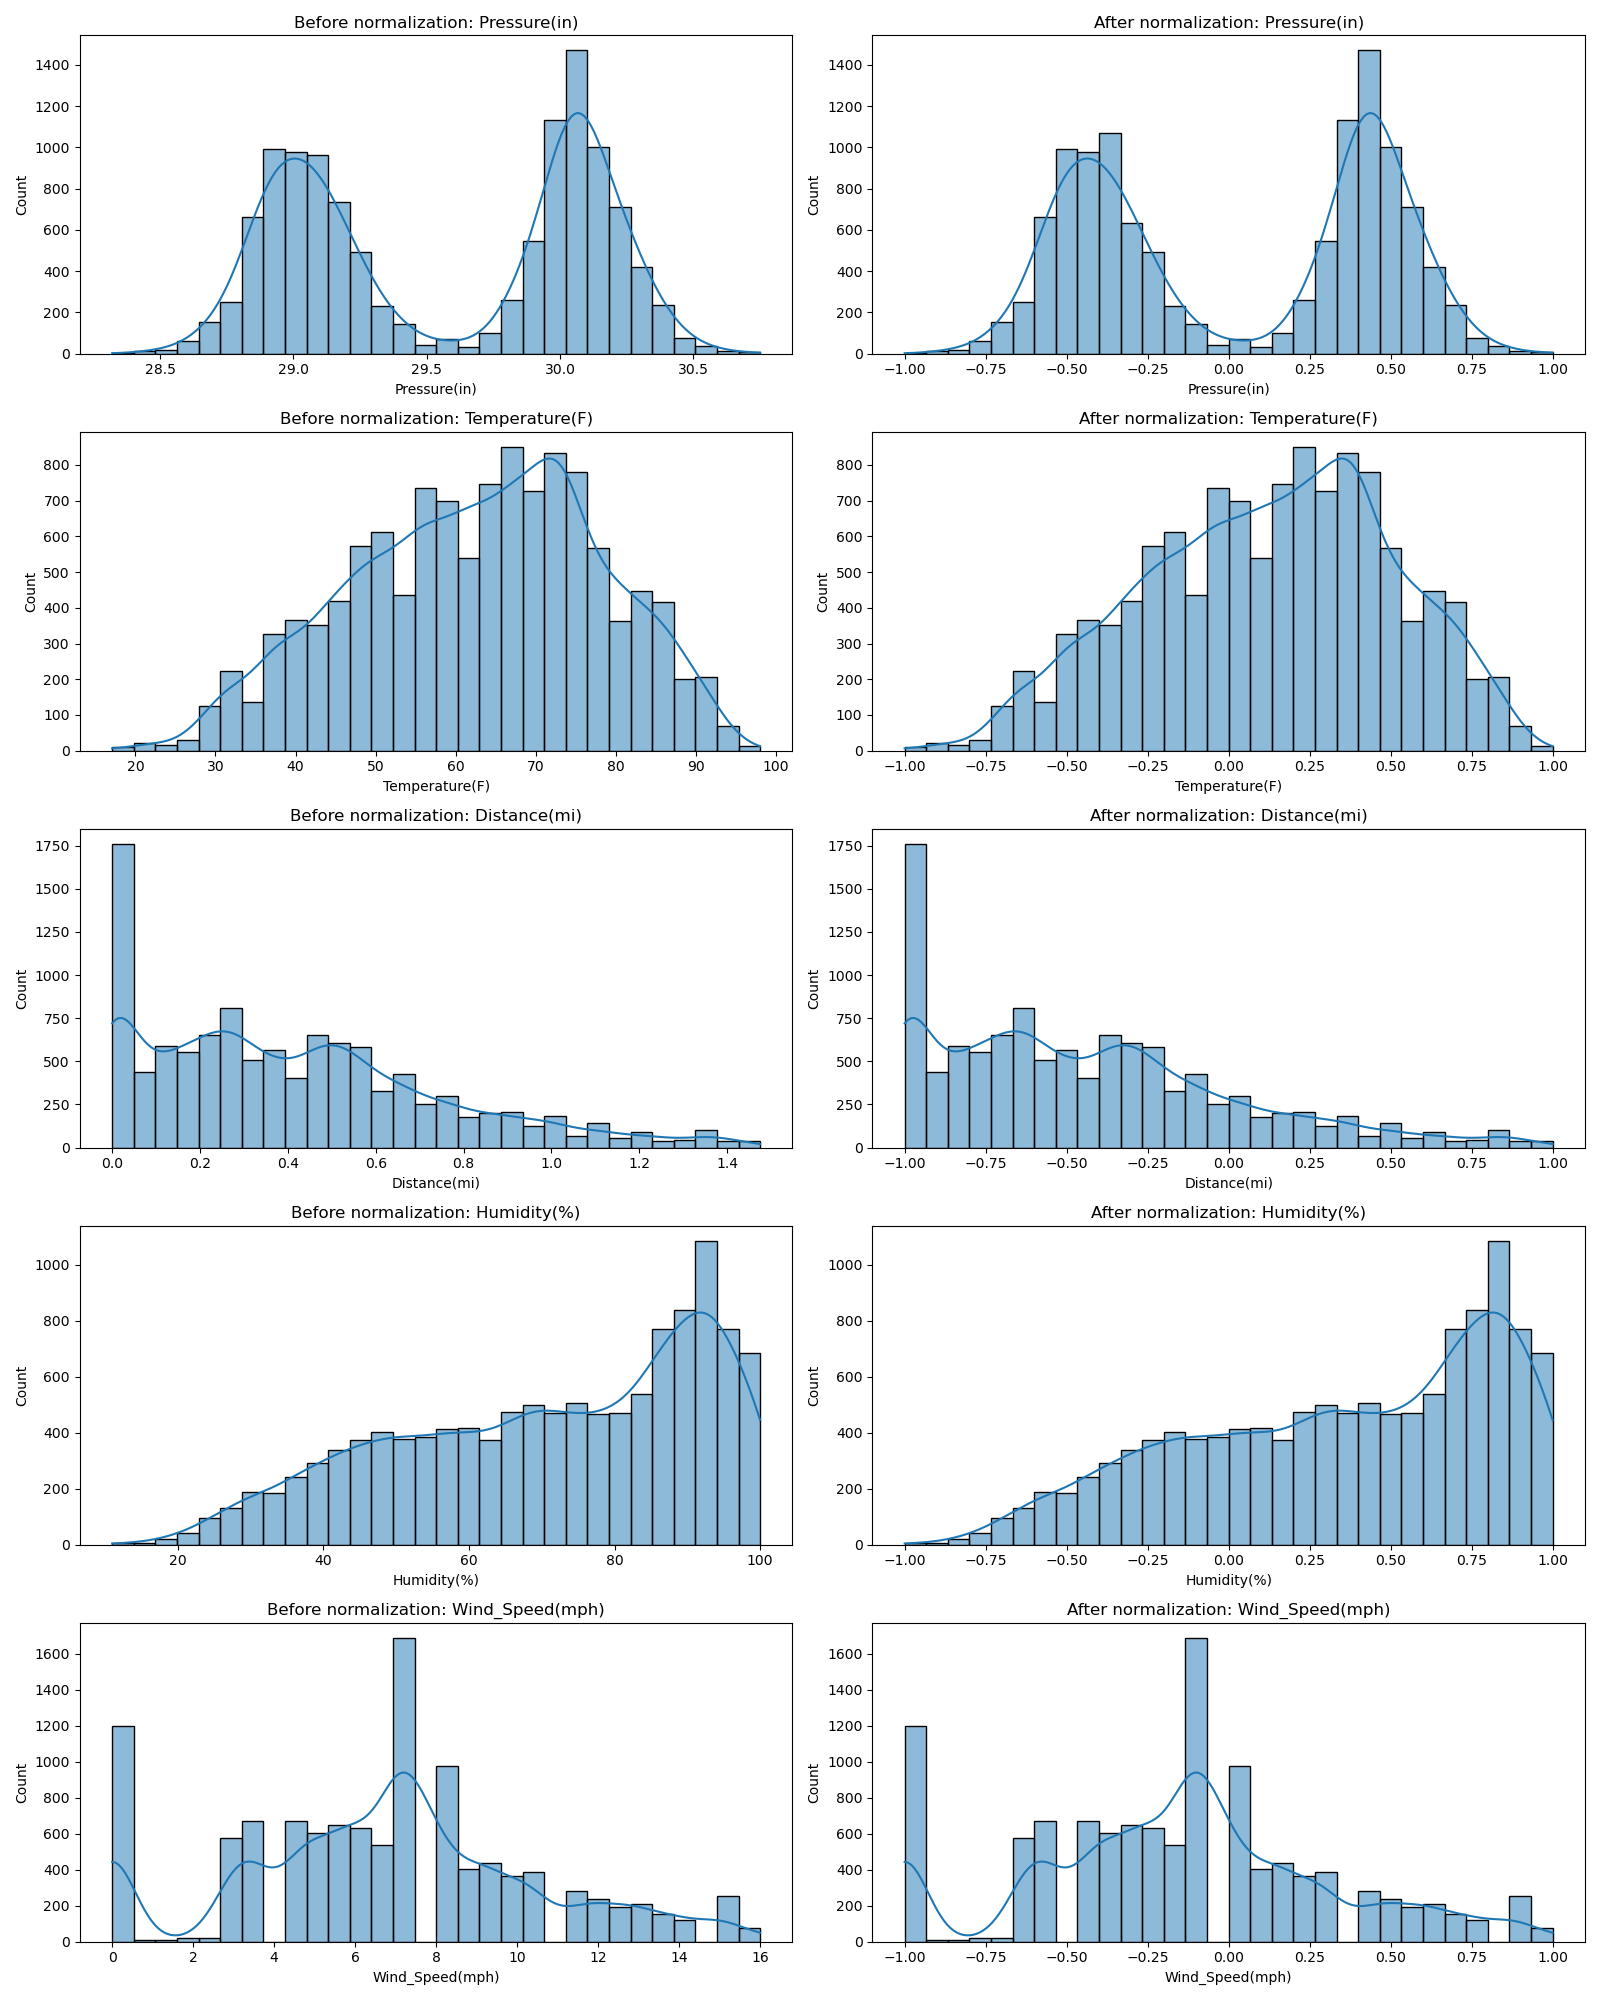 Before normalization: Pressure(in)
1400
1200
1000
800
600
400
200
0
Count
28.5 29.0 29.5 30.0 30.5
Pressure(in)
After normalization: Pressure(in)
1400
1200
1000
800
600
400
200
0
Count
−1.00 −0.75 −0.50 −0.25 0.00 0.25 0.50 0.75 1.00
Pressure(in)
Before normalization: Temperature(F)
800
700
600
500
400
300
200
100
0
Count
20 30 40 50 60 70 80 90 100
Temperature(F)
After normalization: Temperature(F)
800
700
600
500
400
300
200
100
0
Count
−1.00 −0.75 −0.50 −0.25 0.00 0.25 0.50 0.75 1.00
Temperature(F)
Before normalization: Distance(mi)
1750
1500
1250
1000
750
500
250
0
Count
0.0 0.2 0.4 0.6 0.8 1.0 1.2 1.4
Distance(mi)
After normalization: Distance(mi)
1750
1500
1250
1000
750
500
250
0
Count
−1.00 −0.75 −0.50 −0.25 0.00 0.25 0.50 0.75 1.00
Distance(mi)
Before normalization: Humidity(%)
1000
800
600
400
200
0
Count
20 40 60 80 100
Humidity(%)
After normalization: Humidity(%)
1000
800
600
400
200
0
Count
−1.00 −0.75 −0.50 −0.25 0.00 0.25 0.50 0.75 1.00
Humidity(%)
Before normalization: Wind_Speed(mph)
1600
1400
1200
1000
800
600
400
200
0
Count
0 2 4 6 8 10 12 14 16
Wind_Speed(mph)
After normalization: Wind_Speed(mph)
1600
1400
1200
1000
800
600
400
200
0
Count
−1.00 −0.75 −0.50 −0.25 0.00 0.25 0.50 0.75 1.00
Wind_Speed(mph)